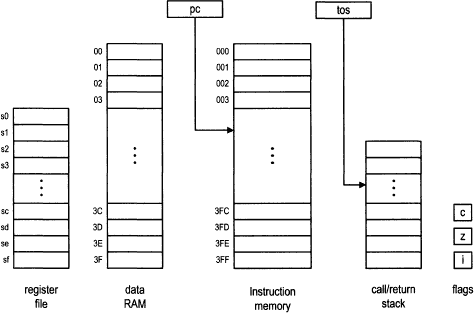 pc
tos
00
01
02
03
000
001
002
003
s0
s1
s2
s3
sc
sd
se
sf
3C
3D
3E
3F
3FC
3FD
3FE
3FF
c
z
i
register
file
data
RAM
Instruction
memory
call/return
stack
flags